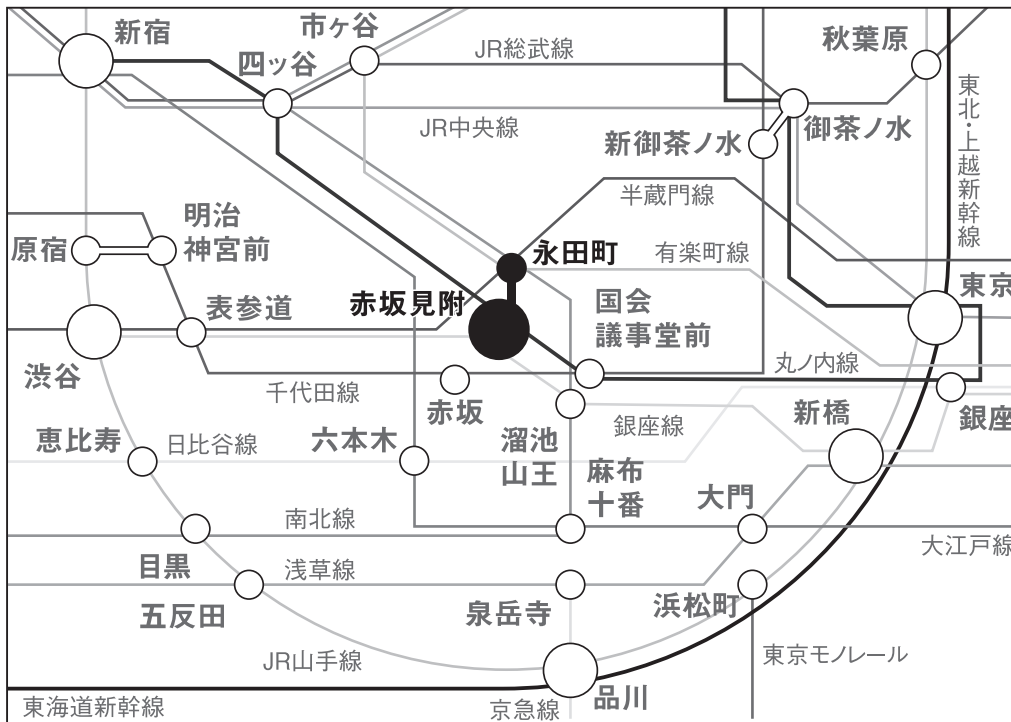 新宿
市ヶ谷
四ッ谷
JR総武線
秋葉原
東北・上越新幹線
JR中央線
新御茶ノ水
御茶ノ水
半蔵門線
明治
神宮前
原宿
永田町
有楽町線
赤坂見附
国会
議事堂前
東京
表参道
渋谷
千代田線
赤坂
丸ノ内線
新橋
銀座
銀座線
恵比寿
日比谷線
六本木
溜池
山王
麻布
十番
大門
南北線
大江戸線
目黒
浅草線
五反田
泉岳寺
浜松町
JR山手線
東京モノレール
品川
東海道新幹線
京急線